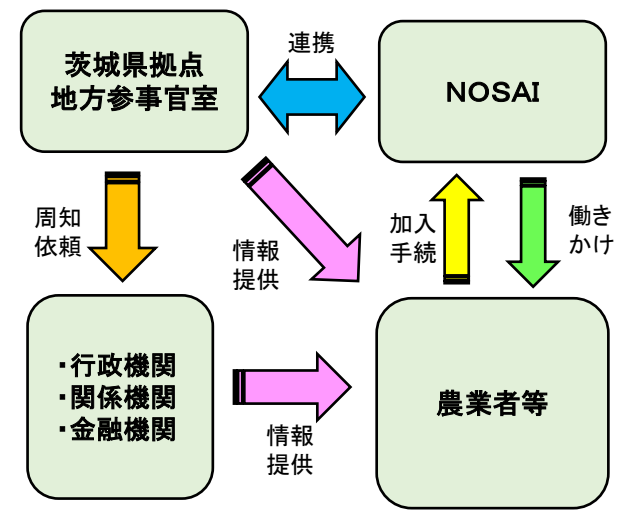 茨城県拠点
地方参事官室
連携
NOSAI
周知
依頼
情報
提供
加入
手続
働き
かけ
・行政機関
・関係機関
・金融機関
情報
提供
農業者等